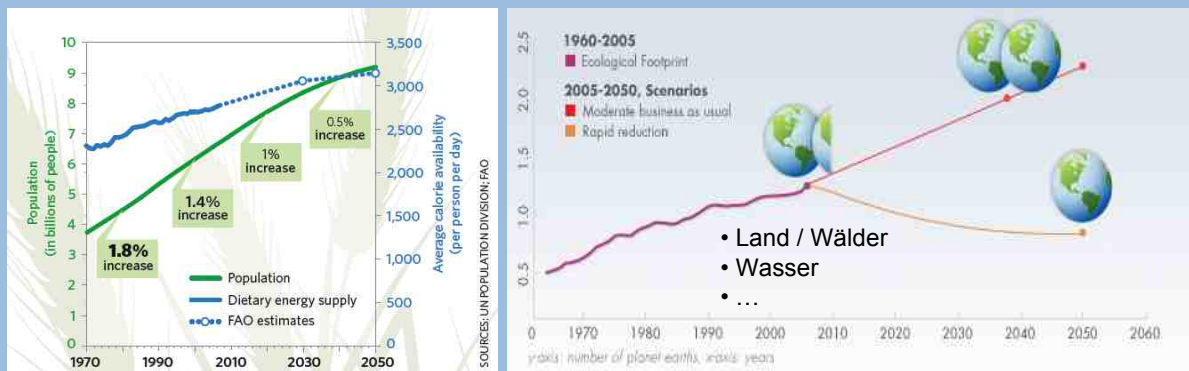 10
9
8
7
6
5
4
3
2
1
0
Population
(in billions of people)
3,500
3,000
2,500
2,000
1,500
1,000
500
0
Average calorie availability
(per person per day)
1.8%
increase
1.4%
increase
1%
increase
0.5%
increase
Population
Dietary energy supply
FAO estimates
1970 1990 2010 2030 2050
SOURCES: UN POPULATION DIVISION; FAO
2.5
2.0
1.5
1.0
0.5
1960-2005
Ecological Footprint
2005-2050, Scenarios
Moderate business as usual
Rapid reduction
• Land / Wälder
• Wasser
• ...
0 1970 1980 1990 2000 2010 2020 2030 2040 2050 2060
y-axis: number of planet earths, x-axis: years